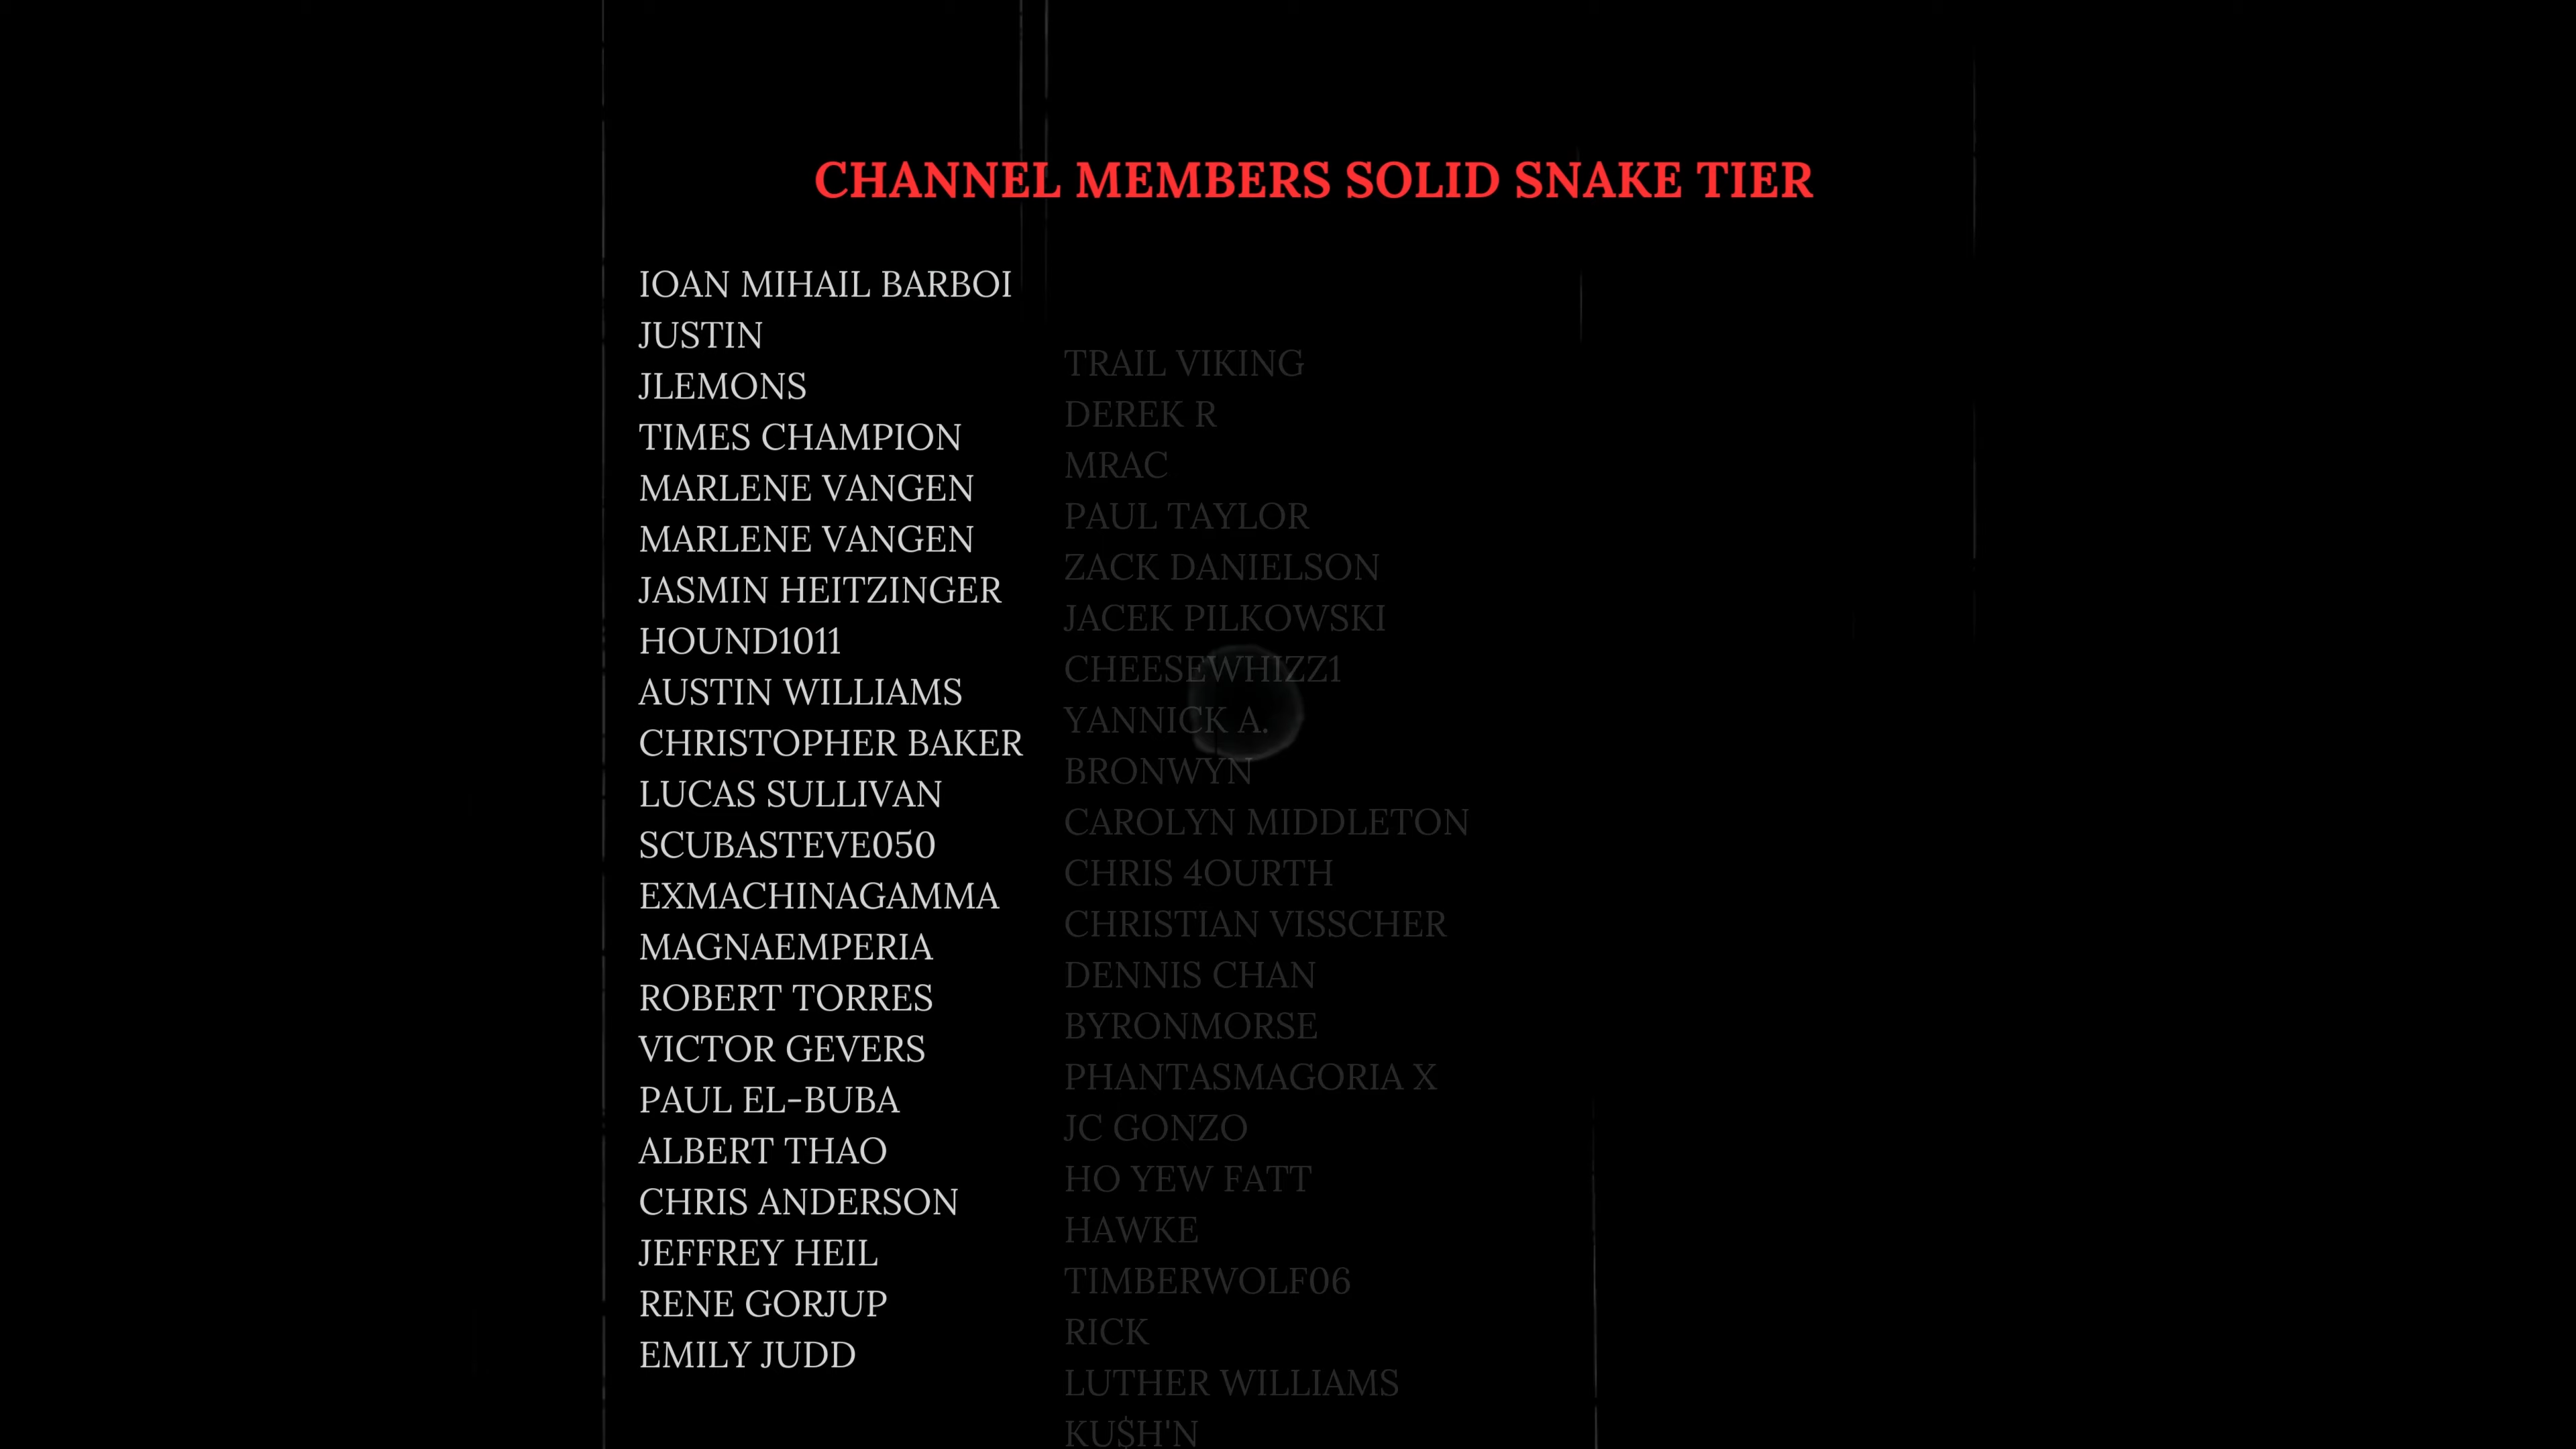 CHANNEL MEMBERS SOLID SNAKE TIER
IOAN MIHAIL BARBOI
JUSTIN
JLEMONS
TIMES CHAMPION
MARLENE VANGEN
MARLENE VANGEN
JASMIN HEITZINGER
HOUND1011
AUSTIN WILLIAMS
CHRISTOPHER BAKER
LUCAS SULLIVAN
SCUBASTEVE050
EXMACHINAGAMMA
MAGNAEMPERIA
ROBERT TORRES
VICTOR GEVERS
PAUL EL-BUBA
ALBERT THAO
CHRIS ANDERSON
JEFFREY HEIL
RENE GORJUP
EMILY JUDD
TRAIL VIKING
DEREK R
MRAC
PAUL TAYLOR
ZACK DANIELSON
JACEK PILKOWSKI
CHEESEWHIZZ1
YANNICK A.
BRONWYN
CAROLYN MIDDLETON
CHRIS 4OURTH
CHRISTIAN VISSCHER
DENNIS CHAN
BYRONMORSE
PHANTASMAGORIA X
JC GONZO
HO YEW FATT
HAWKE
TIMBERWOLF06
RICK
LUTHER WILLIAMS
KU$H'N